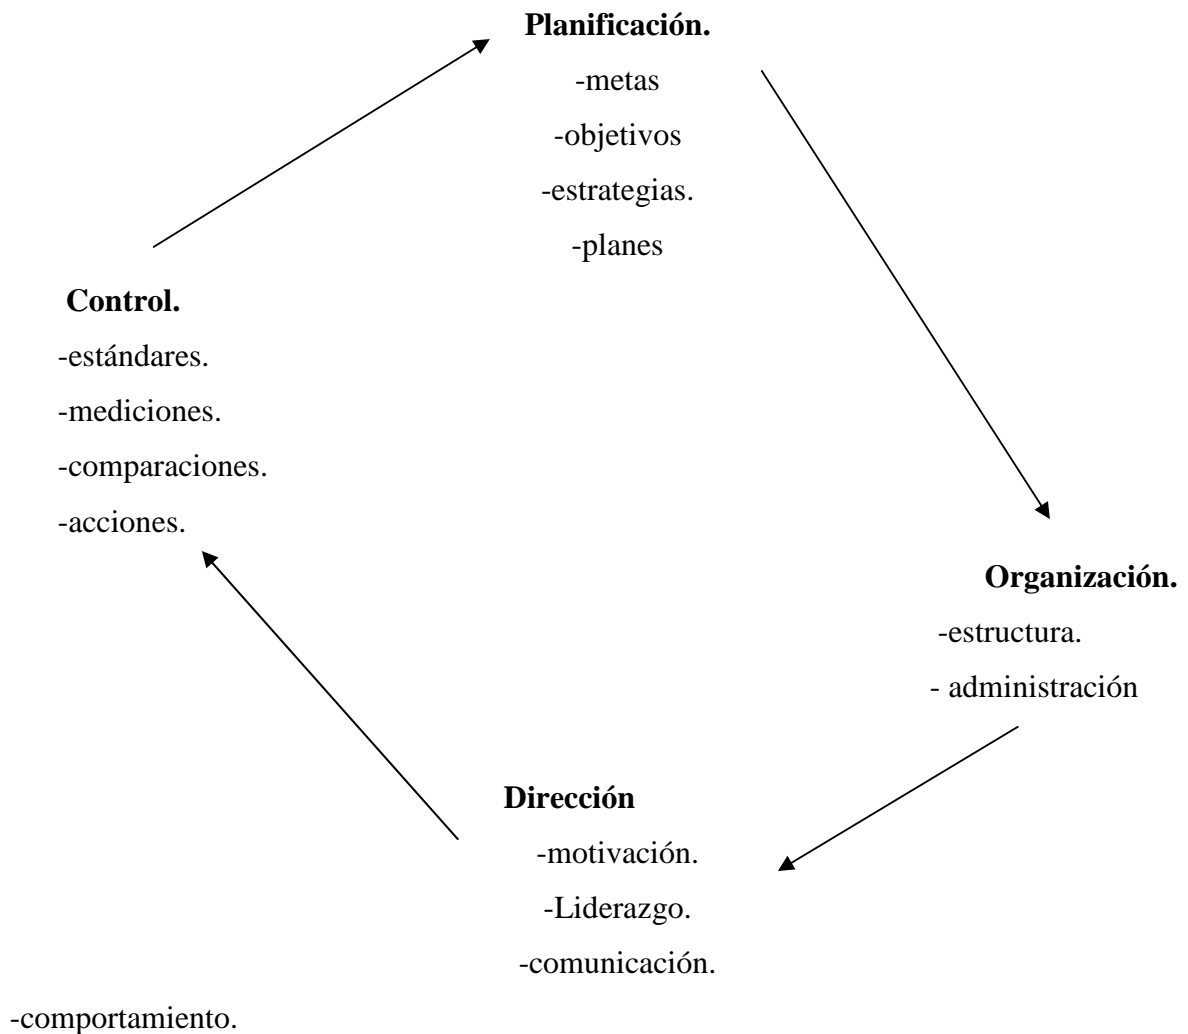 Planificación.
-metas
-objetivos
-estrategias.
-planes
Control.
-estándares.
-mediciones.
-comparaciones.
-acciones.
Organización.
-estructura.
- administración
Dirección
-motivación.
-Liderazgo.
-comunicación.
-comportamiento.